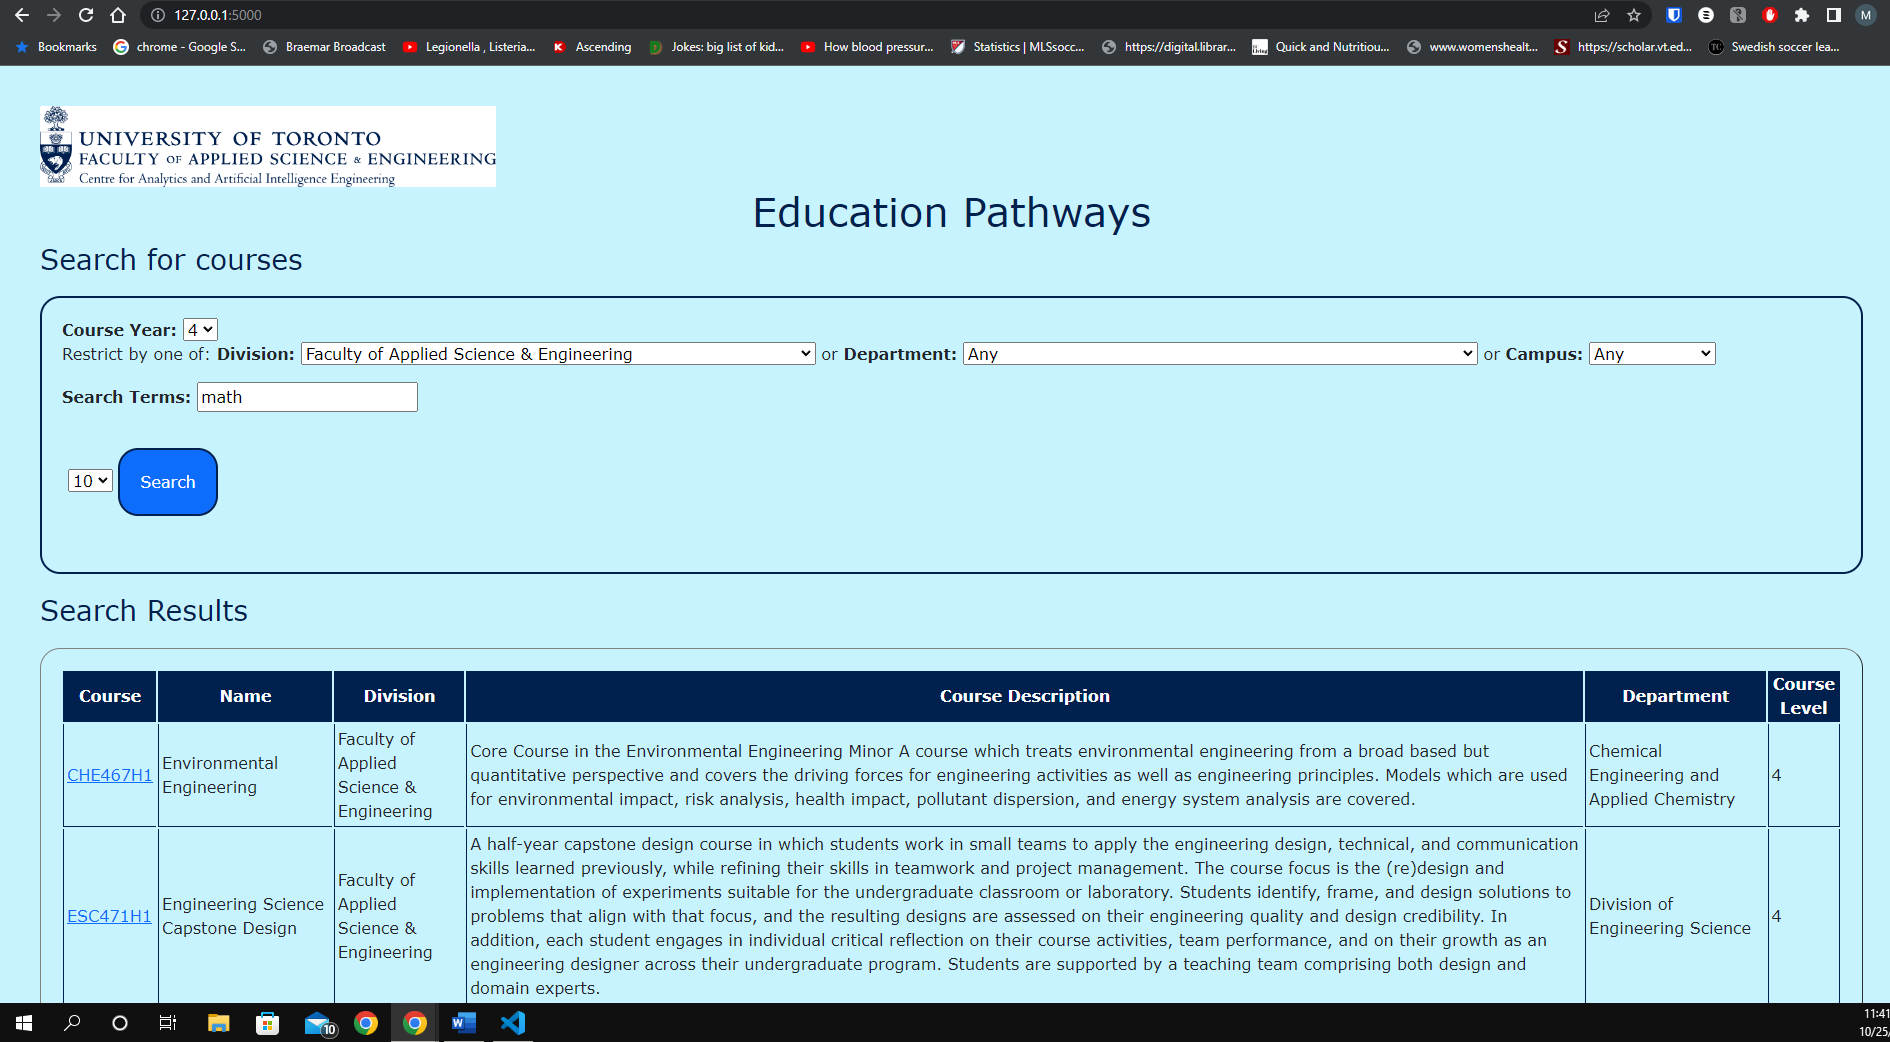 127.0.0.1:5000
M
Bookmarks
chrome - Google S...
Braemar Broadcast
Legionella , Listeria...
Ascending
Jokes: big list of kid...
How blood pressur...
Statistics | MLSsocc...
https://digital.librar...
Quick and Nutritiou...
www.womenshealt...
https://scholar.vt.ed...
Swedish soccer lea...
UNIVERSITY OF TORONTO
FACULTY OF APPLIED SCIENCE & ENGINEERING
Centre for Analytics and Artificial Intelligence Engineering
Education Pathways
Search for courses
Course Year: 4
Restrict by one of: Division: Faculty of Applied Science & Engineering or Department: Any or Campus: Any
Search Terms: math
10 Search
Search Results
Course
Name
Division
Course Description
Department
Course
Level
CHE467H1
Environmental
Engineering
Faculty of
Applied
Science &
Engineering
Core Course in the Environmental Engineering Minor A course which treats environmental engineering from a broad based but
quantitative perspective and covers the driving forces for engineering activities as well as engineering principles. Models which are used
for environmental impact, risk analysis, health impact, pollutant dispersion, and energy system analysis are covered.
Chemical
Engineering and
Applied Chemistry
4
ESC471H1
Engineering Science
Capstone Design
Faculty of
Applied
Science &
Engineering
A half-year capstone design course in which students work in small teams to apply the engineering design, technical, and communication
skills learned previously, while refining their skills in teamwork and project management. The course focus is the (re)design and
implementation of experiments suitable for the undergraduate classroom or laboratory. Students identify, frame, and design solutions to
problems that align with that focus, and the resulting designs are assessed on their engineering quality and design credibility. In
addition, each student engages in individual critical reflection on their course activities, team performance, and on their growth as an
engineering designer across their undergraduate program. Students are supported by a teaching team comprising both design and
domain experts.
Division of
Engineering Science
4
10
11:41
10/25/